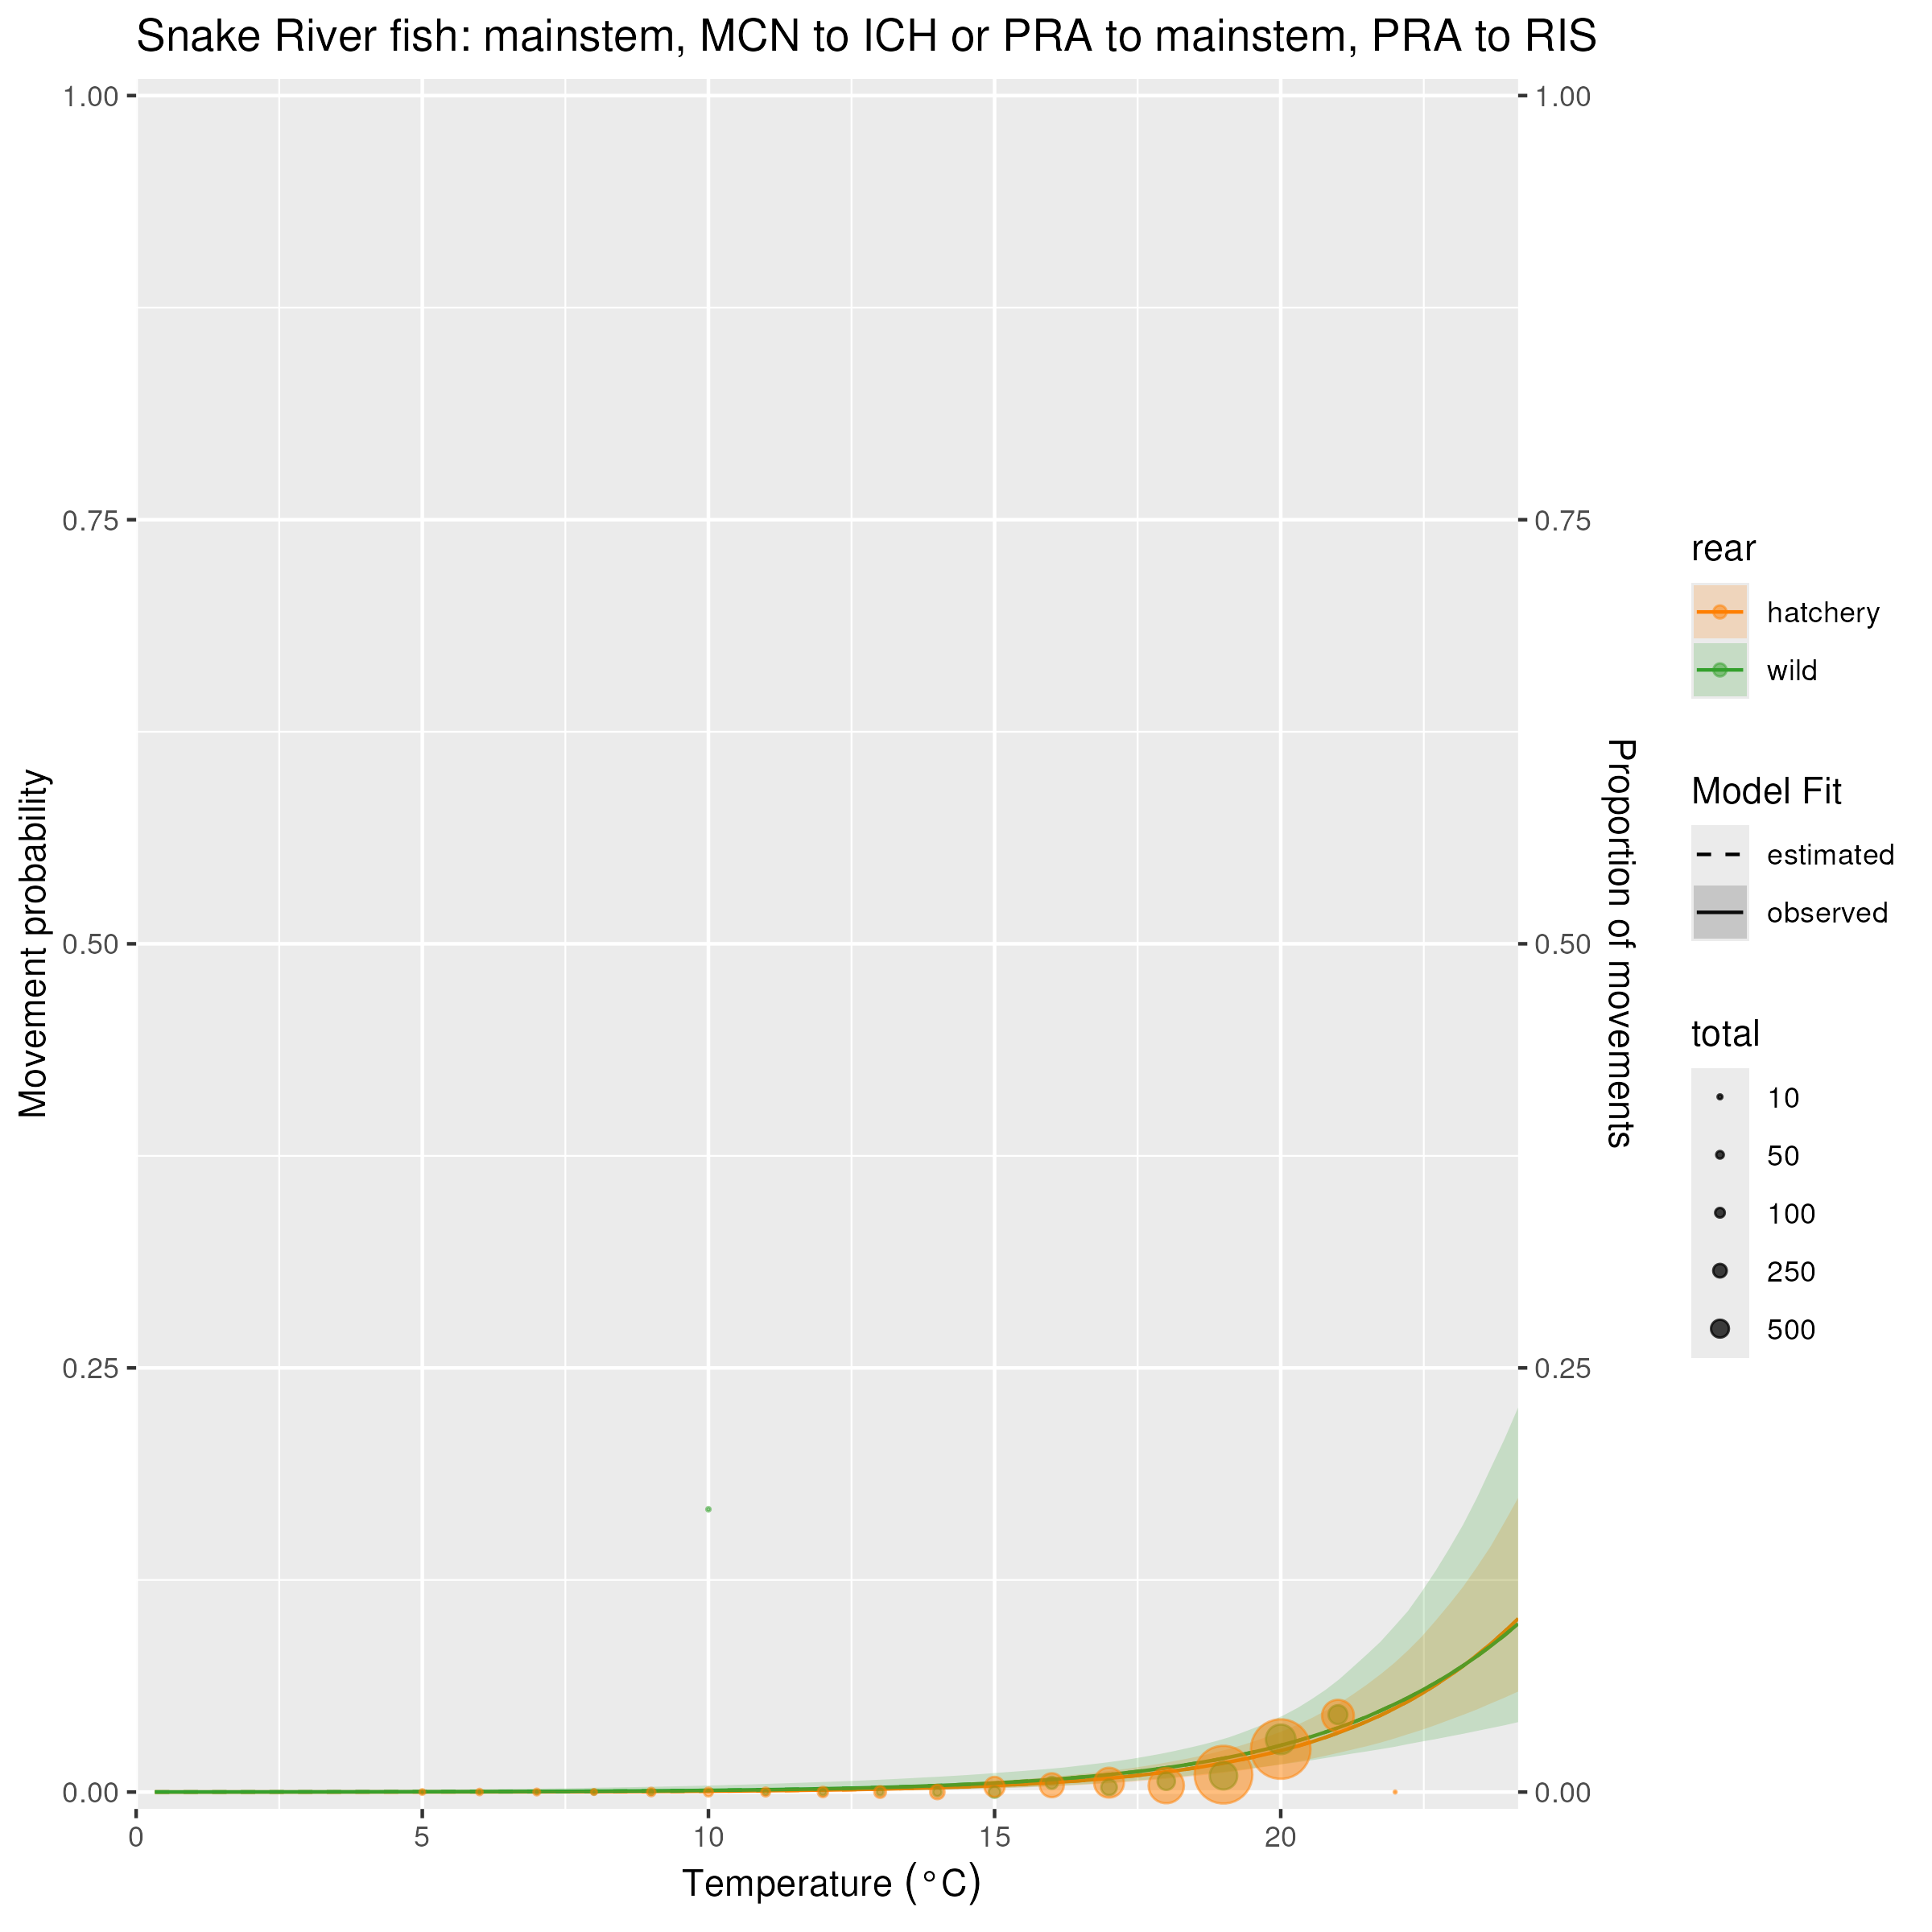 Snake River fish: mainstem, MCN to ICH or PRA to mainstem, PRA to RIS
Movement probability
1.00
0.75
0.50
0.25
0.00
0
5
10
15
20
Temperature (°C)
1.00
0.75
0.50
0.25
0.00
Proportion of movements
rear
hatchery
wild
Model Fit
estimated
observed
total
10
50
100
250
500